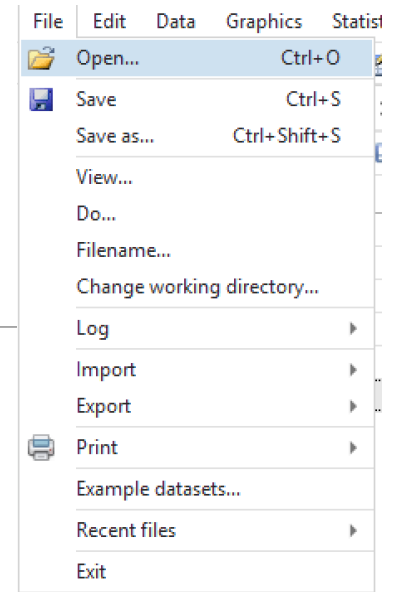 File Edit Data Graphics Statist
Open... Ctrl+O
Save Ctrl+S
Save as... Ctrl+Shift+S
View...
Do...
Filename...
Change working directory...
Log
Import
Export
Print
Example datasets...
Recent files
Exit